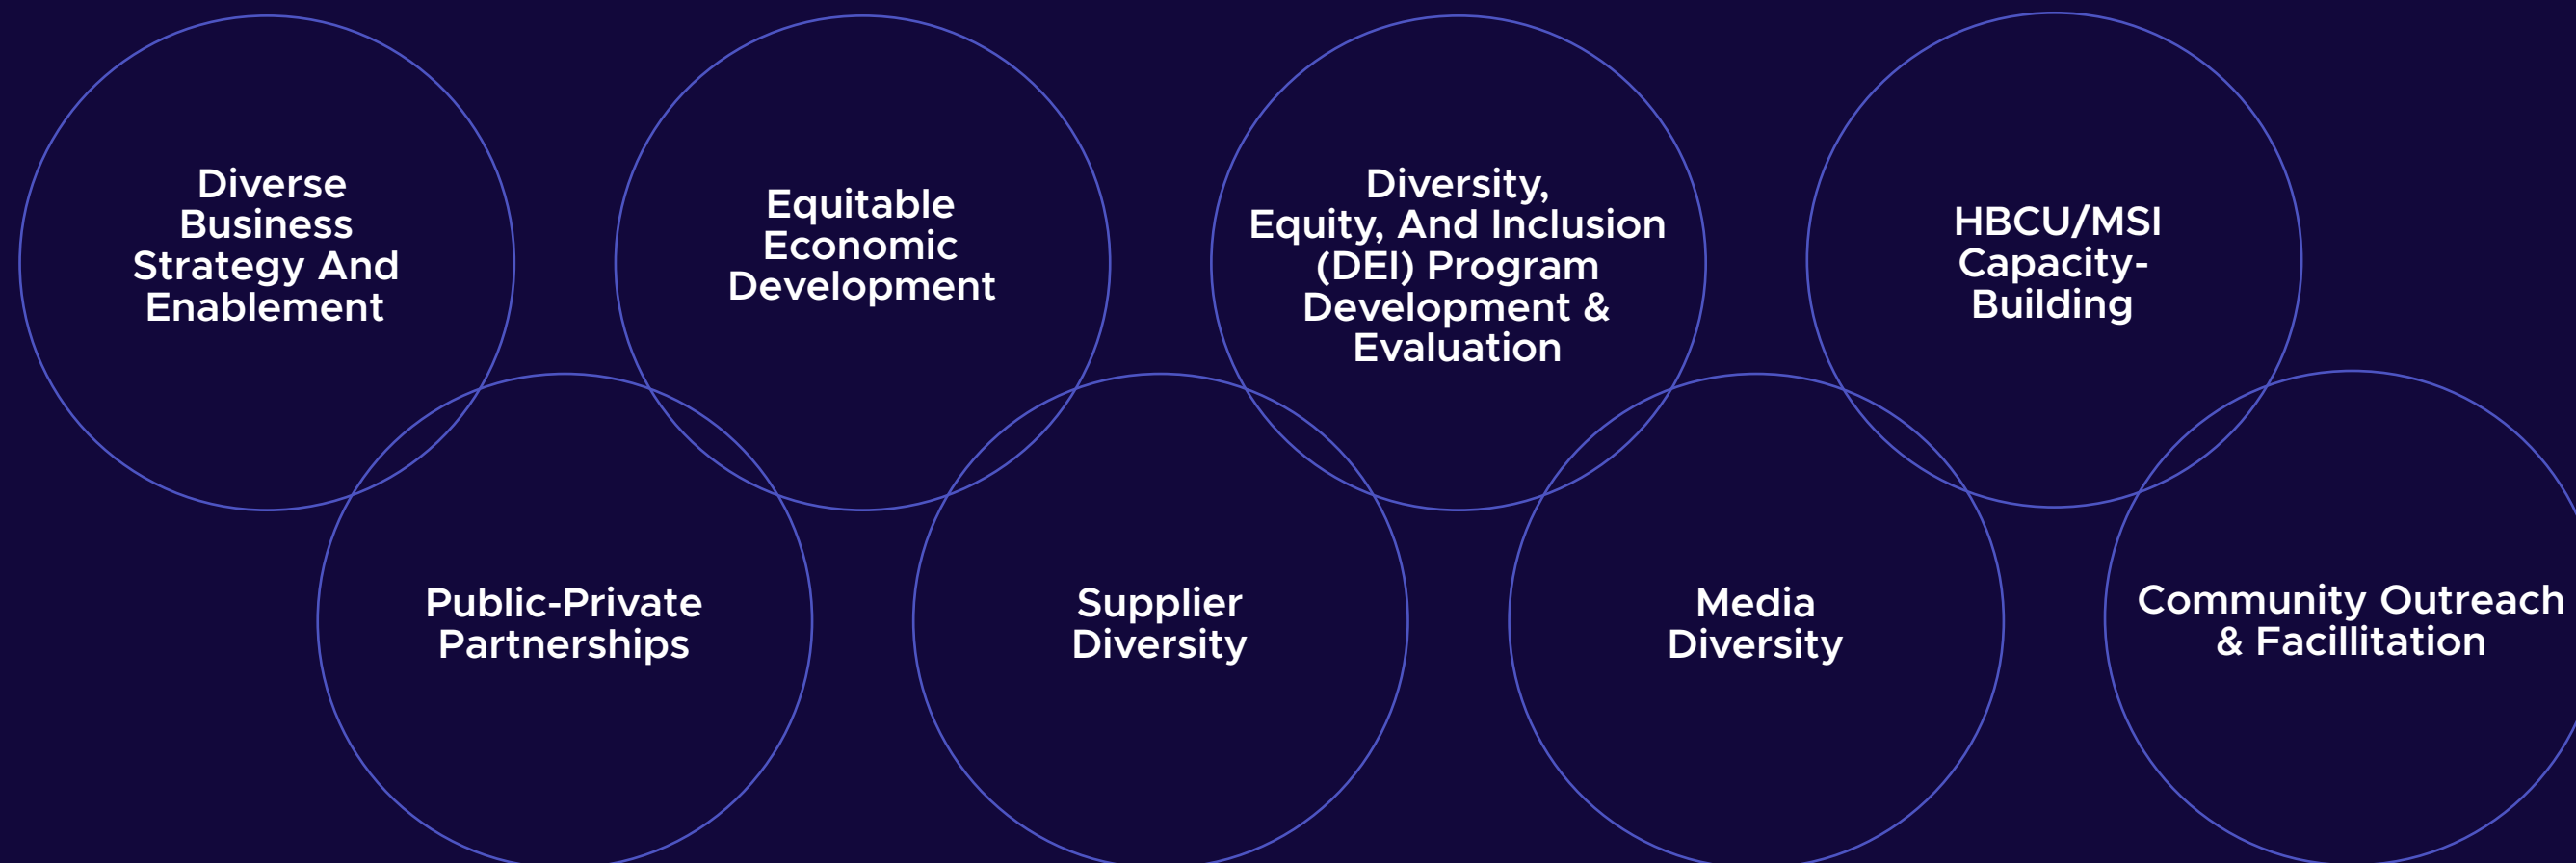 Diverse
Business
Strategy And
Enablement
Equitable
Economic
Development
Diversity,
Equity, And Inclusion
(DEI) Program
Development &
Evaluation
HBCU/MSI
Capacity-
Building
Public-Private
Partnerships
Supplier
Diversity
Media
Diversity
Community Outreach
& Facillitation